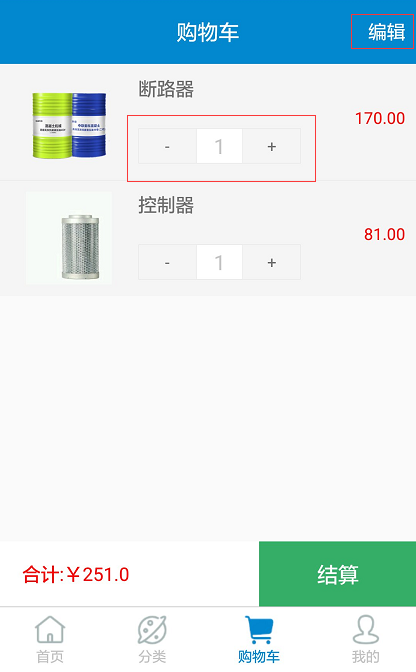 购物车
编辑
断路器
170.00
- 1 +
控制器
81.00
- 1 +
合计:￥251.0
结算
首页
分类
购物车
我的